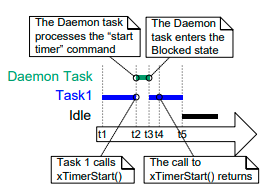 The Daemon task
processes the “start
timer” command
The Daemon
task enters the
Blocked state
Daemon Task
Task1
Idle
t1 t2 t3 t4 t5
Task 1 calls
xTimerStart()
The call to
xTimerStart() returns